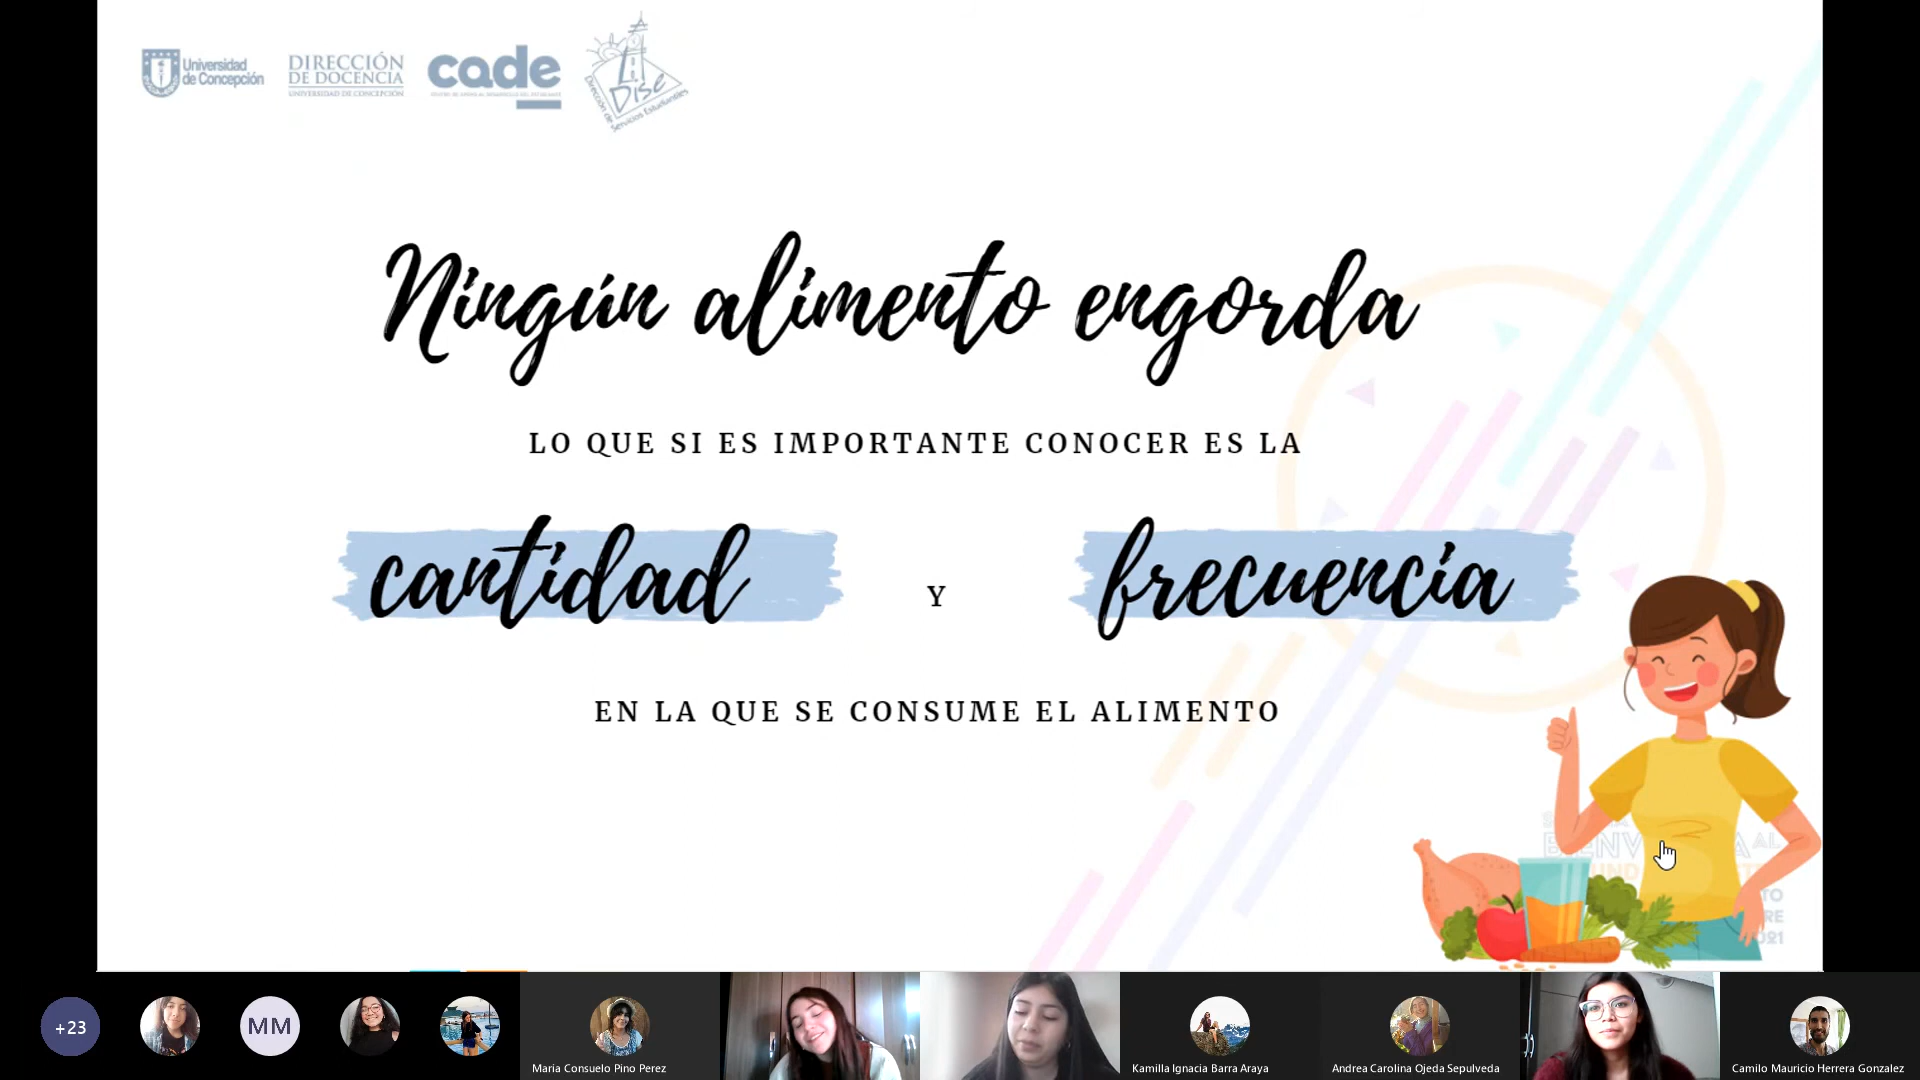 Universidad
de Concepción
DIRECCIÓN
DE DOCENCIA
UNIVERSIDAD DE CONCEPCIÓN
cade
Dise
Dirección de Servicios Estudiantiles
Ningún alimento engorda
LO QUE SI ES IMPORTANTE CONOCER ES LA
cantidad Y frecuencia
EN LA QUE SE CONSUME EL ALIMENTO
+23
MM
Maria Consuelo Pino Perez
Kamilla Ignacia Barra Araya
Andrea Carolina Ojeda Sepulveda
Camilo Mauricio Herrera Gonzalez